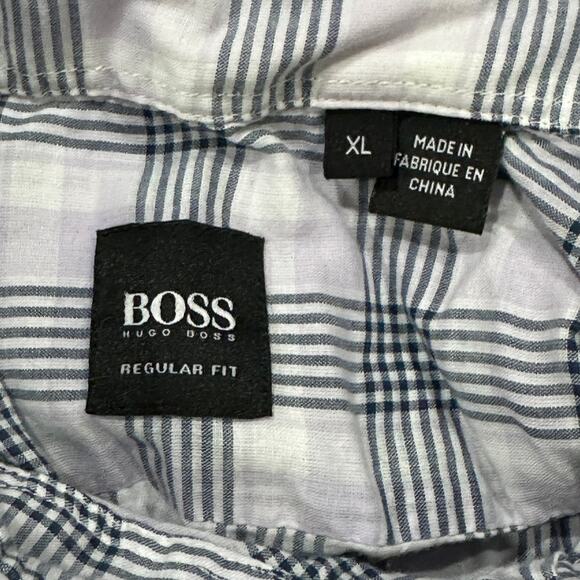 XL
MADE IN
FABRIQUE EN
CHINA
BOSS
HUGO BOSS
REGULAR FIT